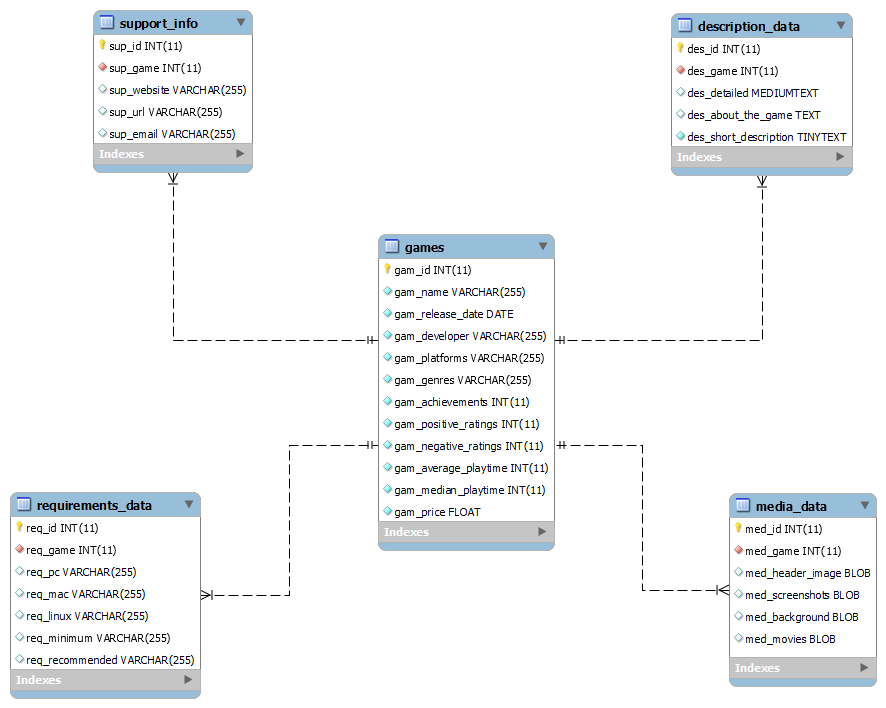 support_info
sup_id INT(11)
sup_game INT(11)
sup_website VARCHAR(255)
sup_url VARCHAR(255)
sup_email VARCHAR(255)
Indexes
description_data
des_id INT(11)
des_game INT(11)
des_detailed MEDIUMTEXT
des_about_the_game TEXT
des_short_description TINYTEXT
Indexes
games
gam_id INT(11)
gam_name VARCHAR(255)
gam_release_date DATE
gam_developer VARCHAR(255)
gam_platforms VARCHAR(255)
gam_genres VARCHAR(255)
gam_achievements INT(11)
gam_positive_ratings INT(11)
gam_negative_ratings INT(11)
gam_average_playtime INT(11)
gam_median_playtime INT(11)
gam_price FLOAT
Indexes
requirements_data
req_id INT(11)
req_game INT(11)
req_pc VARCHAR(255)
req_mac VARCHAR(255)
req_linux VARCHAR(255)
req_minimum VARCHAR(255)
req_recommended VARCHAR(255)
Indexes
media_data
med_id INT(11)
med_game INT(11)
med_header_image BLOB
med_screenshots BLOB
med_background BLOB
med_movies BLOB
Indexes